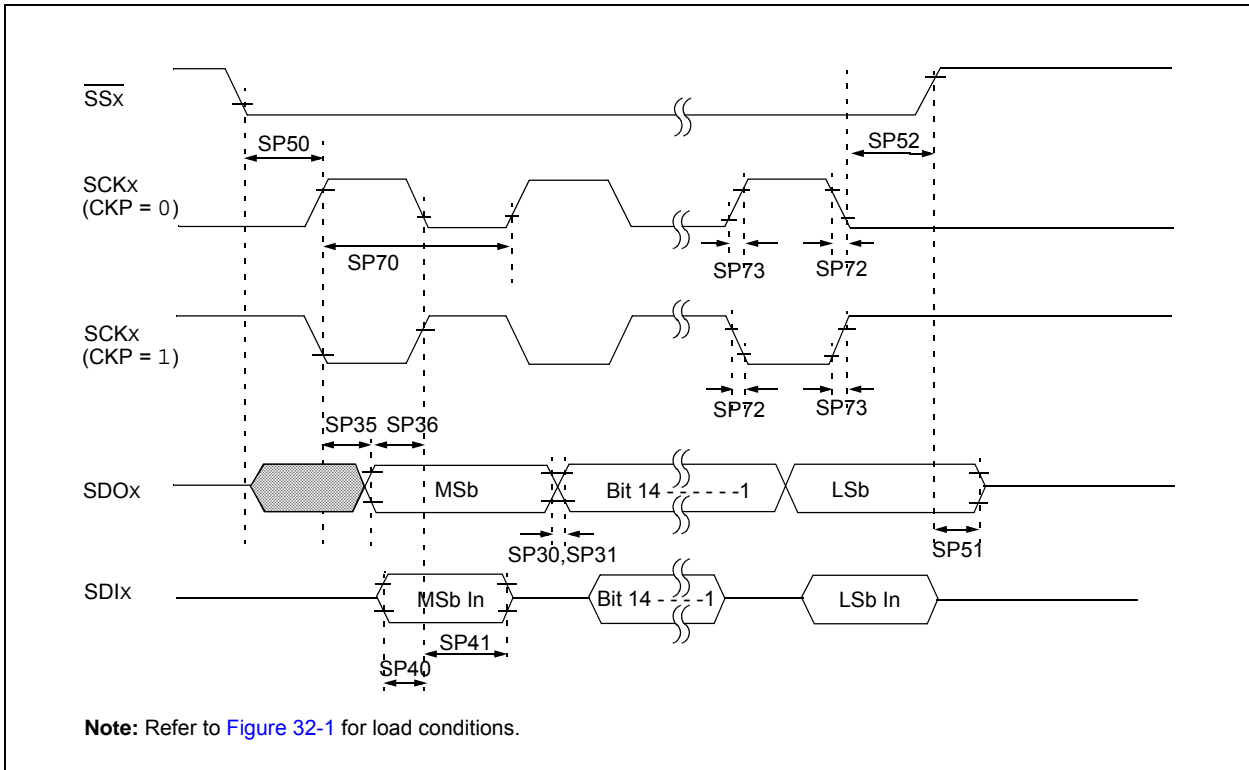 SSx
SP50
SP52
SCKx
(CKP = 0)
SP70
SP73
SP72
SCKx
(CKP = 1)
SP72
SP73
SP35
SP36
SDOx
MSb
Bit 14 - - - - - -1
LSb
SP30,SP31
SP51
SDIx
MSb In
Bit 14 - - - -1
LSb In
SP41
SP40
Note: Refer to Figure 32-1 for load conditions.